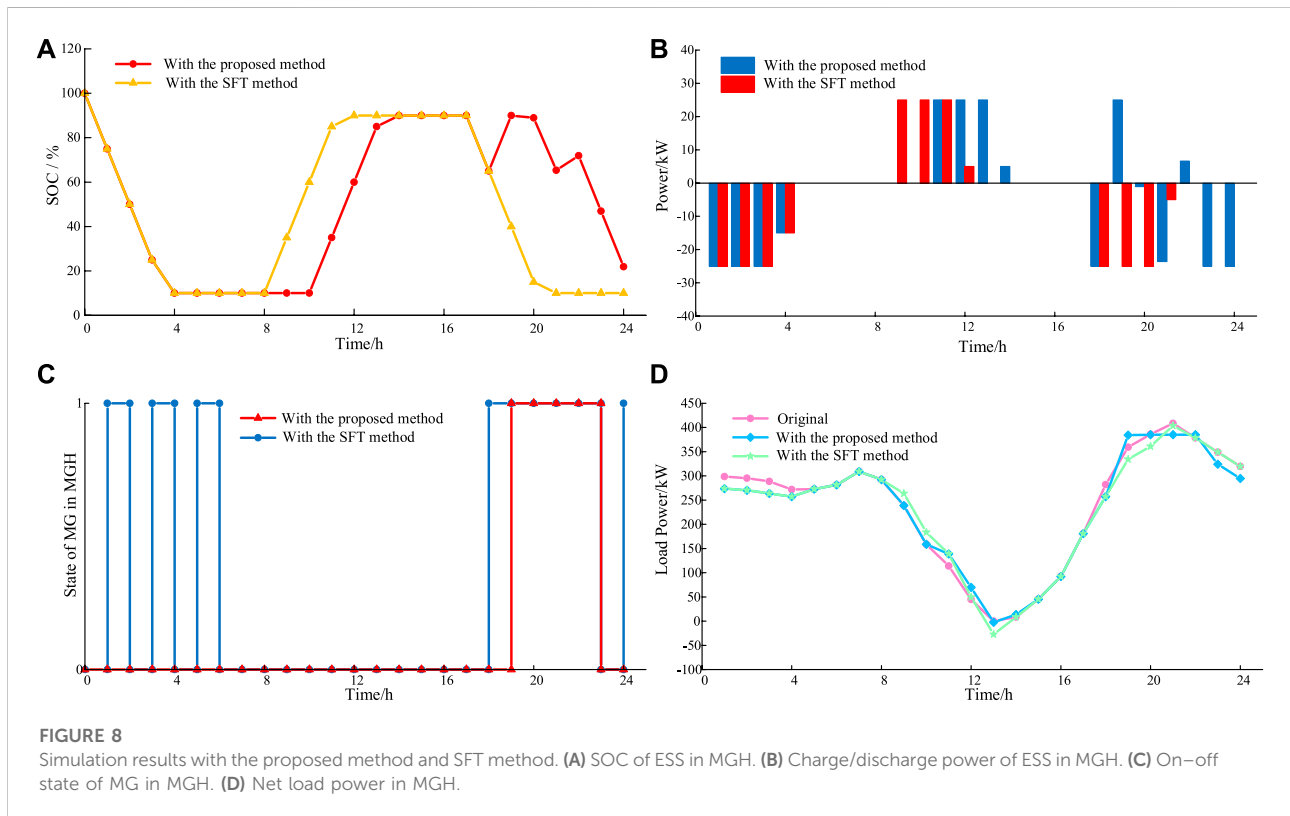 A
120
100
80
60
40
20
0
SOC / %
With the proposed method
With the SFT method
0 4 8 12 16 20 24
Time/h
B
40
30
20
10
0
-10
-20
-30
-40
Power/kW
With the proposed method
With the SFT method
0 4 8 12 16 20 24
Time/h
C
1
0
State of MG in MGH
With the proposed method
With the SFT method
0 4 8 12 16 20 24
Time/h
D
450
400
350
300
250
200
150
100
50
0
-50
-100
Load Power/kW
Original
With the proposed method
With the SFT method
0 4 8 12 16 20 24
Time/h
FIGURE 8
Simulation results with the proposed method and SFT method. (A) SOC of ESS in MGH. (B) Charge/discharge power of ESS in MGH. (C) On–off
state of MG in MGH. (D) Net load power in MGH.